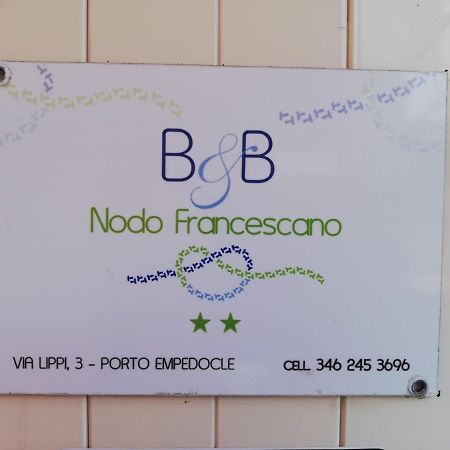 B&B
Nodo Francescano
VIA LIPPI, 3 - PORTO EMPEDOCLE CELL. 346 245 3696